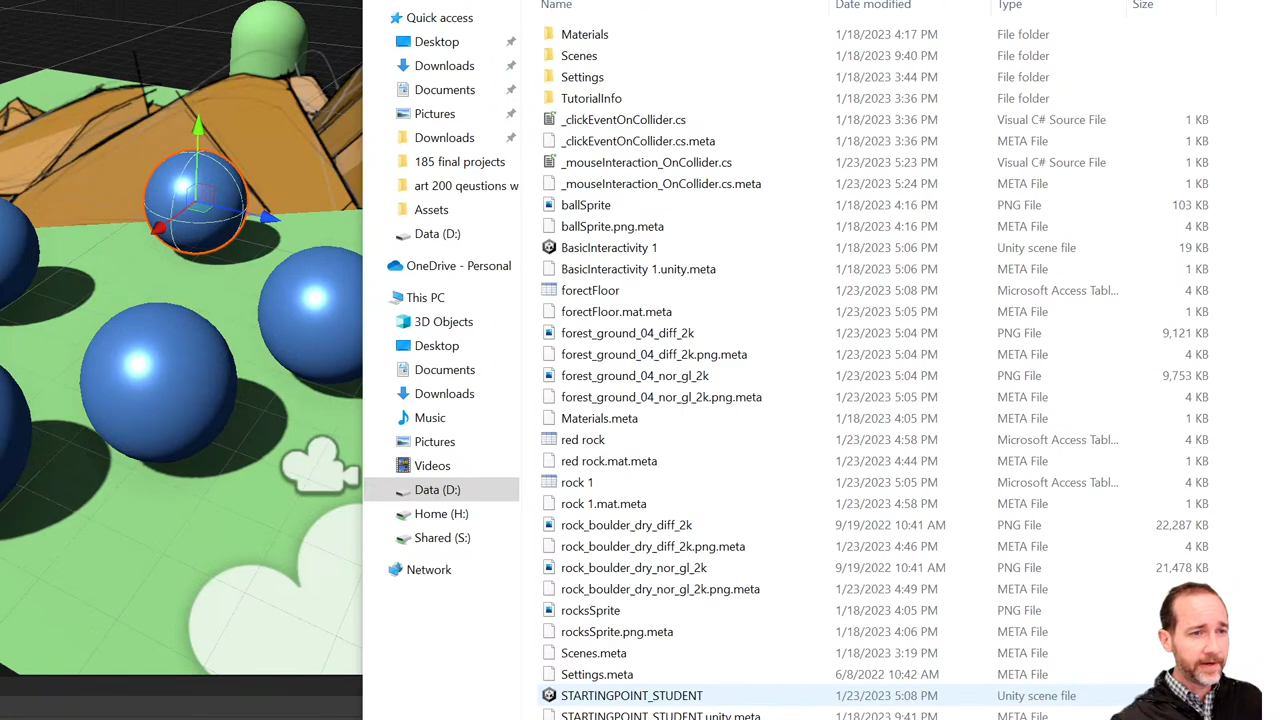 Name Date modified Type Size
Quick access
Desktop
Downloads
Documents
Pictures
Downloads
185 final projects
art 200 qeustions w
Assets
Data (D:)
OneDrive - Personal
This PC
3D Objects
Desktop
Documents
Downloads
Music
Pictures
Videos
Data (D:)
Home (H:)
Shared (S:)
Network
Materials 1/18/2023 4:17 PM File folder
Scenes 1/18/2023 9:40 PM File folder
Settings 1/18/2023 3:44 PM File folder
TutorialInfo 1/18/2023 3:36 PM File folder
_clickEventOnCollider.cs 1/18/2023 3:36 PM Visual C# Source File 1 KB
_clickEventOnCollider.cs.meta 1/18/2023 3:36 PM META File 1 KB
_mouseInteraction_OnCollider.cs 1/23/2023 5:23 PM Visual C# Source File 1 KB
_mouseInteraction_OnCollider.cs.meta 1/23/2023 5:24 PM META File 1 KB
ballSprite 1/18/2023 4:16 PM PNG File 103 KB
ballSprite.png.meta 1/18/2023 4:16 PM META File 4 KB
BasicInteractivity 1 1/18/2023 5:06 PM Unity scene file 19 KB
BasicInteractivity 1.unity.meta 1/18/2023 5:06 PM META File 1 KB
forectFloor 1/23/2023 5:08 PM Microsoft Access Tabl... 4 KB
forectFloor.mat.meta 1/23/2023 5:05 PM META File 1 KB
forest_ground_04_diff_2k 1/23/2023 5:04 PM PNG File 9,121 KB
forest_ground_04_diff_2k.png.meta 1/23/2023 5:04 PM META File 4 KB
forest_ground_04_nor_gl_2k 1/23/2023 5:04 PM PNG File 9,753 KB
forest_ground_04_nor_gl_2k.png.meta 1/23/2023 5:04 PM META File 4 KB
Materials.meta 1/18/2023 4:05 PM META File 1 KB
red rock 1/23/2023 4:58 PM Microsoft Access Tabl... 4 KB
red rock.mat.meta 1/23/2023 4:44 PM META File 1 KB
rock 1 1/23/2023 5:05 PM Microsoft Access Tabl... 4 KB
rock 1.mat.meta 1/23/2023 4:58 PM META File 1 KB
rock_boulder_dry_diff_2k 9/19/2022 10:41 AM PNG File 22,287 KB
rock_boulder_dry_diff_2k.png.meta 1/23/2023 4:46 PM META File 4 KB
rock_boulder_dry_nor_gl_2k 9/19/2022 10:41 AM PNG File 21,478 KB
rock_boulder_dry_nor_gl_2k.png.meta 1/23/2023 4:49 PM META File
rocksSprite 1/18/2023 4:05 PM PNG File
rocksSprite.png.meta 1/18/2023 4:06 PM META File
Scenes.meta 1/18/2023 3:19 PM META File
Settings.meta 6/8/2022 10:42 AM META File
STARTINGPOINT_STUDENT 1/23/2023 5:08 PM Unity scene file
STARTINGPOINT_STUDENT.unity.meta 1/18/2023 9:41 PM META File